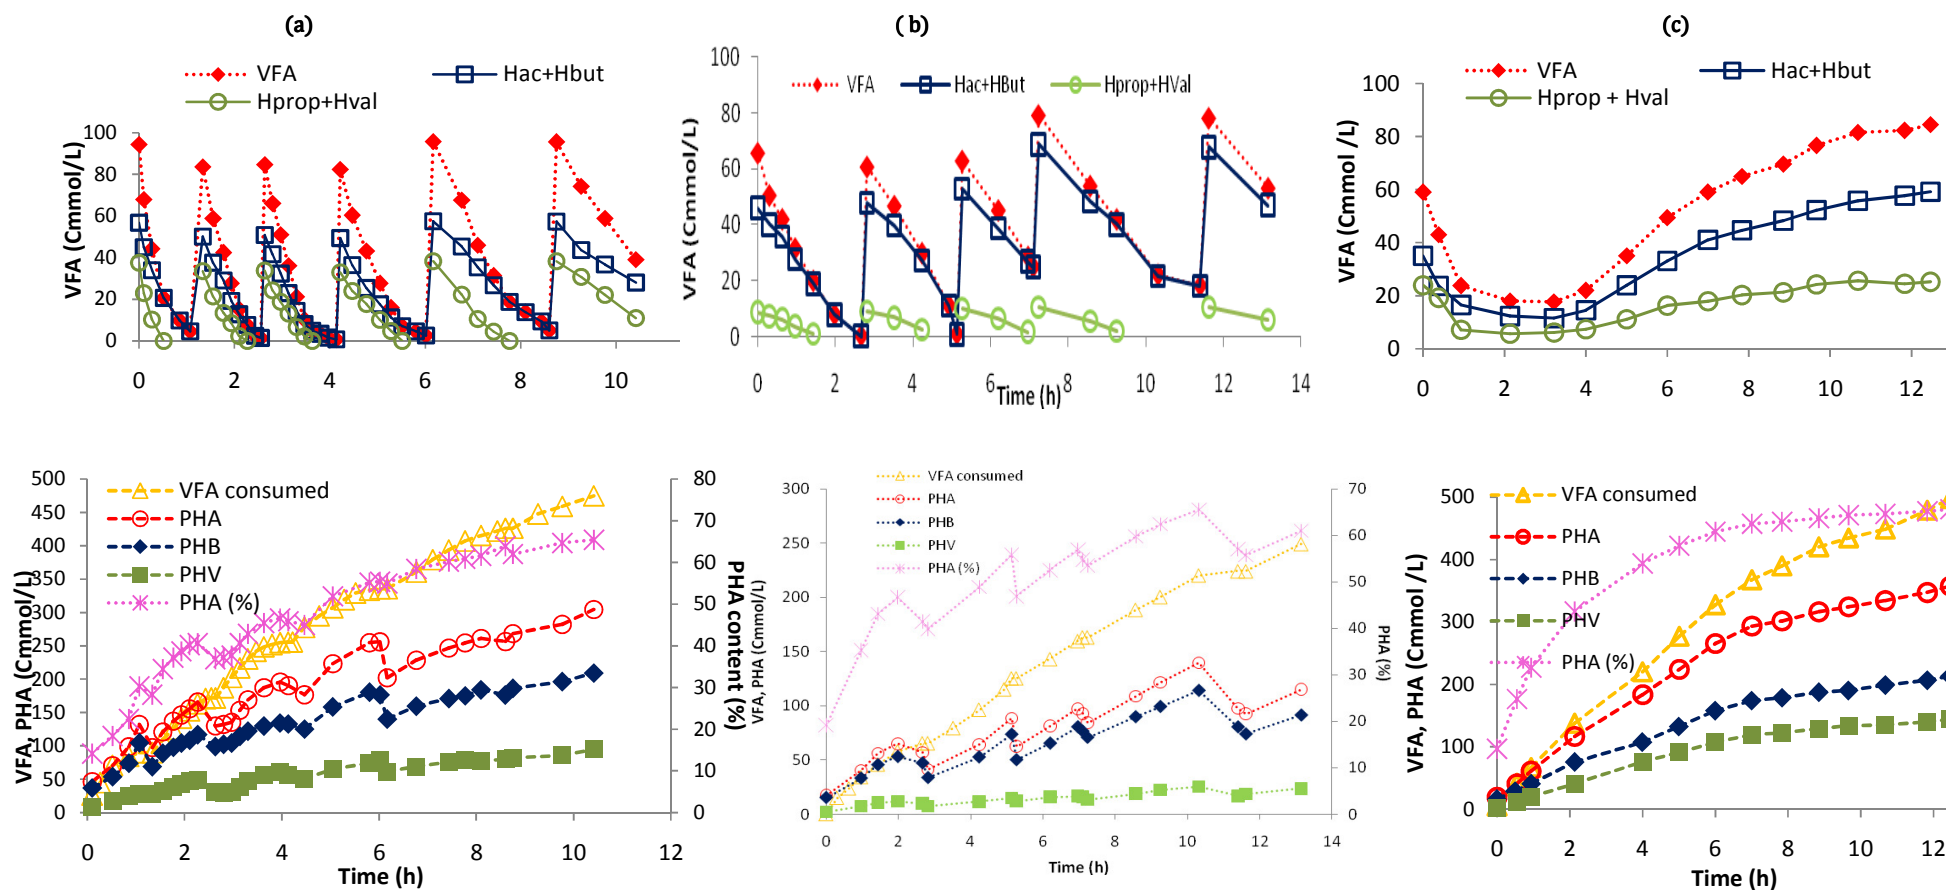 (a)
VFA
Hac+Hbut
Hprop+Hval
VFA (Cmmol/L)
100
80
60
40
20
0
0 2 4 6 8 10
( b)
VFA
Hac+HBut
Hprop+HVal
VFA (Cmmol/L)
100
80
60
40
20
0
0 2 4 6 8 10 12 14
Time (h)
(c)
VFA
Hac+Hbut
Hprop + Hval
VFA (Cmmol /L)
100
80
60
40
20
0
0 2 4 6 8 10 12
VFA consumed
PHA
PHB
PHV
PHA (%)
VFA, PHA (Cmmol/L)
500
450
400
350
300
250
200
150
100
50
0
0 2 4 6 8 10 12
Time (h)
80
70
60
50
40
30
20
10
0
PHA content (%)
VFA consumed
PHA
PHB
PHV
PHA (%)
VFA, PHA (Cmmol/L)
300
250
200
150
100
50
0
0 2 4 6 8 10 12 14
Time (h)
70
60
50
40
30
20
10
0
PHA (%)
VFA consumed
PHA
PHB
PHV
PHA (%)
VFA, PHA (Cmmol /L)
500
400
300
200
100
0
0 2 4 6 8 10 12
Time (h)